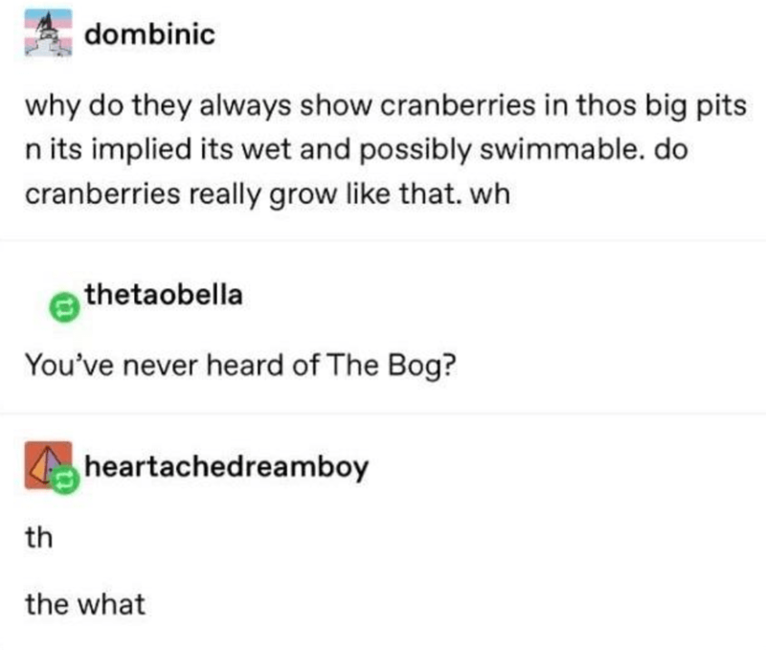 dombinic
why do they always show cranberries in thos big pits
n its implied its wet and possibly swimmable. do
cranberries really grow like that. wh
thetaobella
You've never heard of The Bog?
heartachedreamboy
th
the what